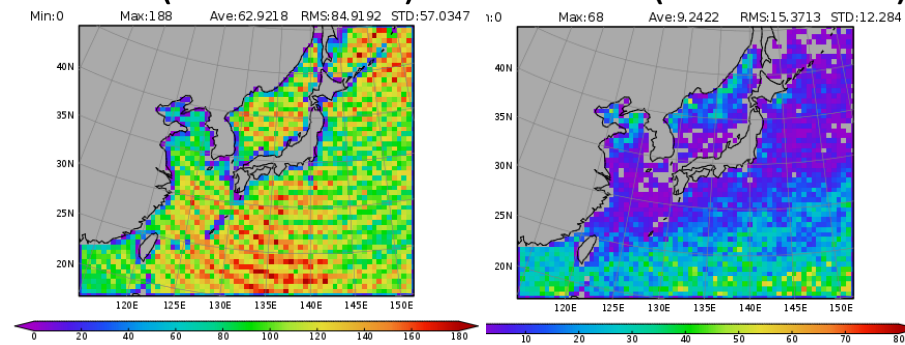 Min:0 Max:188 Ave:62.9218 RMS:84.9192 STD:57.0347
40N
35N
30N
25N
20N
120E 125E 130E 135E 140E 145E 150E
0 20 40 60 80 100 120 140 160 180
n:0 Max:68 Ave:9.2422 RMS:15.3713 STD:12.284
40N
35N
30N
25N
20N
120E 125E 130E 135E 140E 145E 150E
10 20 30 40 50 60 70 80